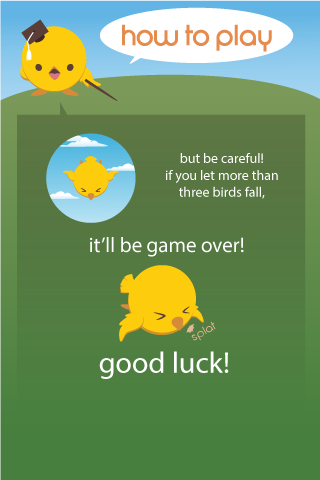 how to play
but be careful!
if you let more than
three birds fall,
it'll be game over!
splat
good luck!